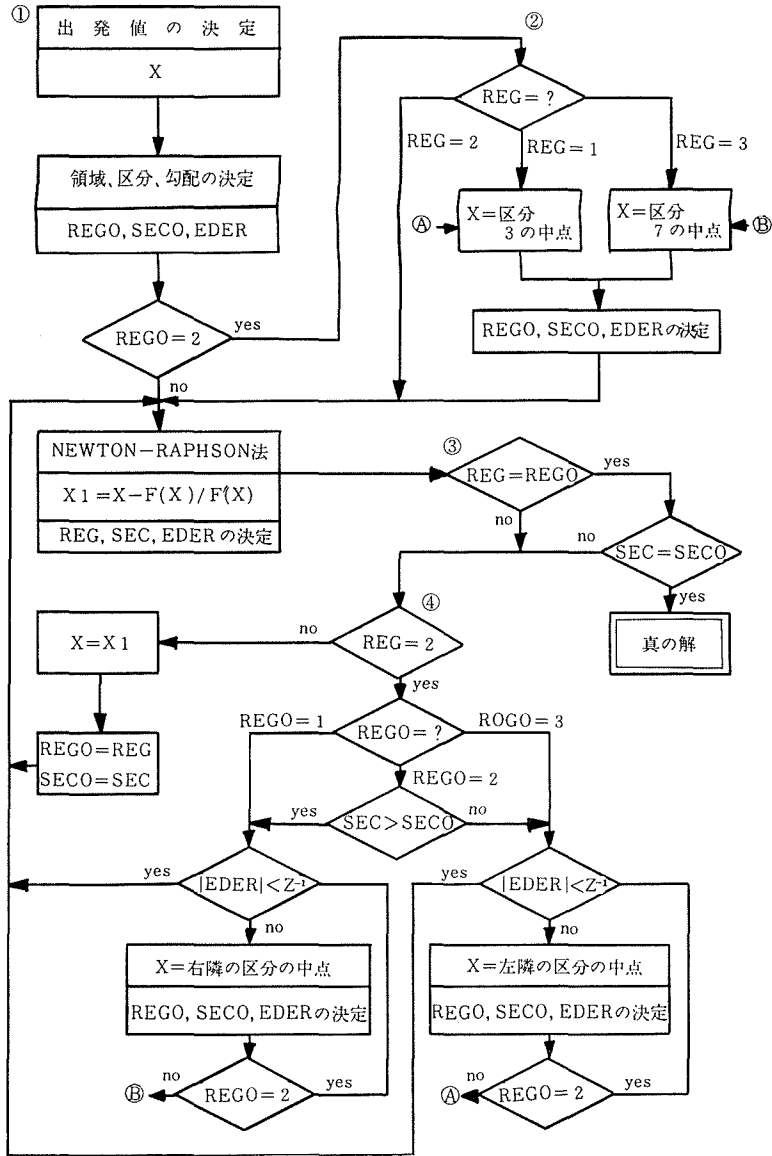 ①
出発値の決定
X
領域、区分、勾配の決定
REGO, SECO, EDER
REGO=2
yes
no
②
REG=?
REG=2
REG=1
REG=3
Ⓐ
X=区分
3の中点
X=区分
7の中点
Ⓑ
REGO, SECO, EDERの決定
NEWTON-RAPHSON法
X1=X-F(X)/F'(X)
REG, SEC, EDERの決定
③
REG=REGO
yes
no
no
SEC=SECO
yes
真の解
④
no
REG=2
yes
X=X1
REGO=REG
SECO=SEC
REGO=1
REGO=?
ROGO=3
REGO=2
yes
SEC>SECO
no
yes
|EDER|<Z⁻¹
no
yes
|EDER|<Z⁻¹
no
X=右隣の区分の中点
REGO, SECO, EDERの決定
X=左隣の区分の中点
REGO, SECO, EDERの決定
Ⓑ
no
REGO=2
yes
Ⓐ
no
REGO=2
yes